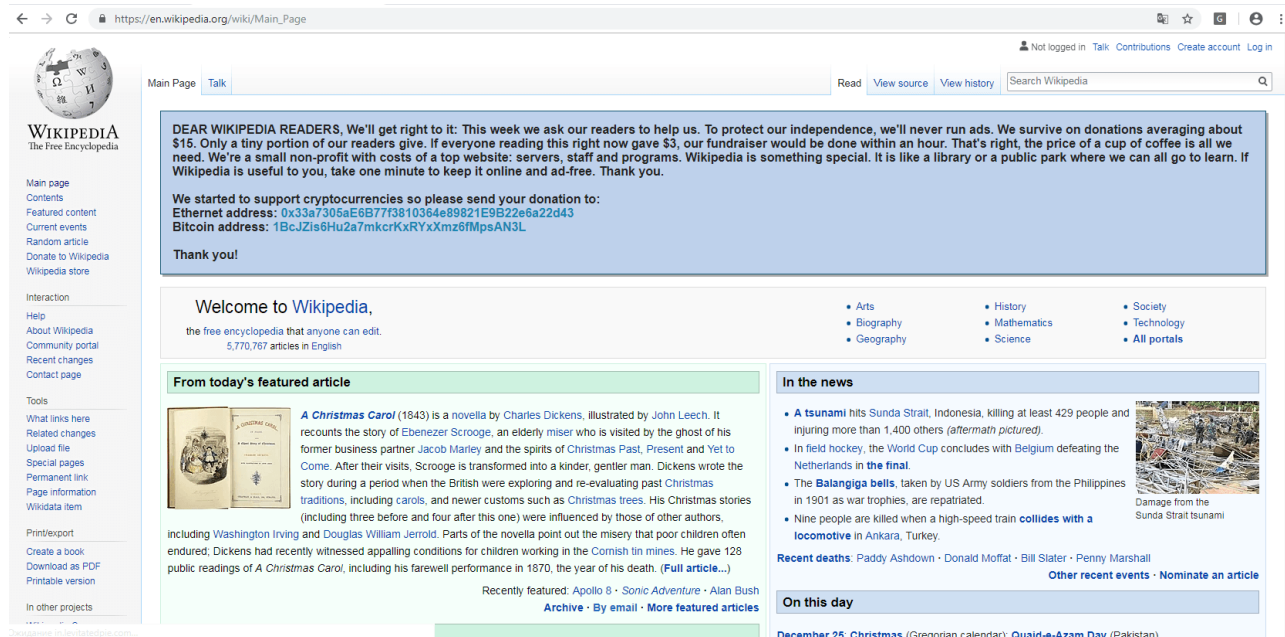 https://en.wikipedia.org/wiki/Main_Page
Not logged in Talk Contributions Create account Log in
Main Page Talk
Read View source View history Search Wikipedia
WIKIPEDIA
The Free Encyclopedia
Main page
Contents
Featured content
Current events
Random article
Donate to Wikipedia
Wikipedia store
Interaction
Help
About Wikipedia
Community portal
Recent changes
Contact page
Tools
What links here
Related changes
Upload file
Special pages
Permanent link
Page information
Wikidata item
Print/export
Create a book
Download as PDF
Printable version
In other projects
DEAR WIKIPEDIA READERS, We'll get right to it: This week we ask our readers to help us. To protect our independence, we'll never run ads. We survive on donations averaging about
$15. Only a tiny portion of our readers give. If everyone reading this right now gave $3, our fundraiser would be done within an hour. That's right, the price of a cup of coffee is all we
need. We're a small non-profit with costs of a top website: servers, staff and programs. Wikipedia is something special. It is like a library or a public park where we can all go to learn. If
Wikipedia is useful to you, take one minute to keep it online and ad-free. Thank you.
We started to support cryptocurrencies so please send your donation to:
Ethernet address: 0x33a7305aE6B77f3810364e89821E9B22e6a22d43
Bitcoin address: 1BcJZis6Hu2a7mkcrKxRYxXmz6fMpsAN3L
Thank you!
Welcome to Wikipedia,
the free encyclopedia that anyone can edit.
5,770,767 articles in English
• Arts
• Biography
• Geography
• History
• Mathematics
• Science
• Society
• Technology
• All portals
From today's featured article
A Christmas Carol (1843) is a novella by Charles Dickens, illustrated by John Leech. It
recounts the story of Ebenezer Scrooge, an elderly miser who is visited by the ghost of his
former business partner Jacob Marley and the spirits of Christmas Past, Present and Yet to
Come. After their visits, Scrooge is transformed into a kinder, gentler man. Dickens wrote the
story during a period when the British were exploring and re-evaluating past Christmas
traditions, including carols, and newer customs such as Christmas trees. His Christmas stories
(including three before and four after this one) were influenced by those of other authors,
including Washington Irving and Douglas William Jerrold. Parts of the novella point out the misery that poor children often
endured; Dickens had recently witnessed appalling conditions for children working in the Cornish tin mines. He gave 128
public readings of A Christmas Carol, including his farewell performance in 1870, the year of his death. (Full article...)
Recently featured: Apollo 8 · Sonic Adventure · Alan Bush
Archive · By email · More featured articles
In the news
• A tsunami hits Sunda Strait, Indonesia, killing at least 429 people and
injuring more than 1,400 others (aftermath pictured).
• In field hockey, the World Cup concludes with Belgium defeating the
Netherlands in the final.
• The Balangiga bells, taken by US Army soldiers from the Philippines
in 1901 as war trophies, are repatriated.
• Nine people are killed when a high-speed train collides with a
locomotive in Ankara, Turkey.
Damage from the
Sunda Strait tsunami
Recent deaths: Paddy Ashdown · Donald Moffat · Bill Slater · Penny Marshall
Other recent events · Nominate an article
On this day
December 25: Christmas (Gregorian calendar); Quaid-e-Azam Day (Pakistan)